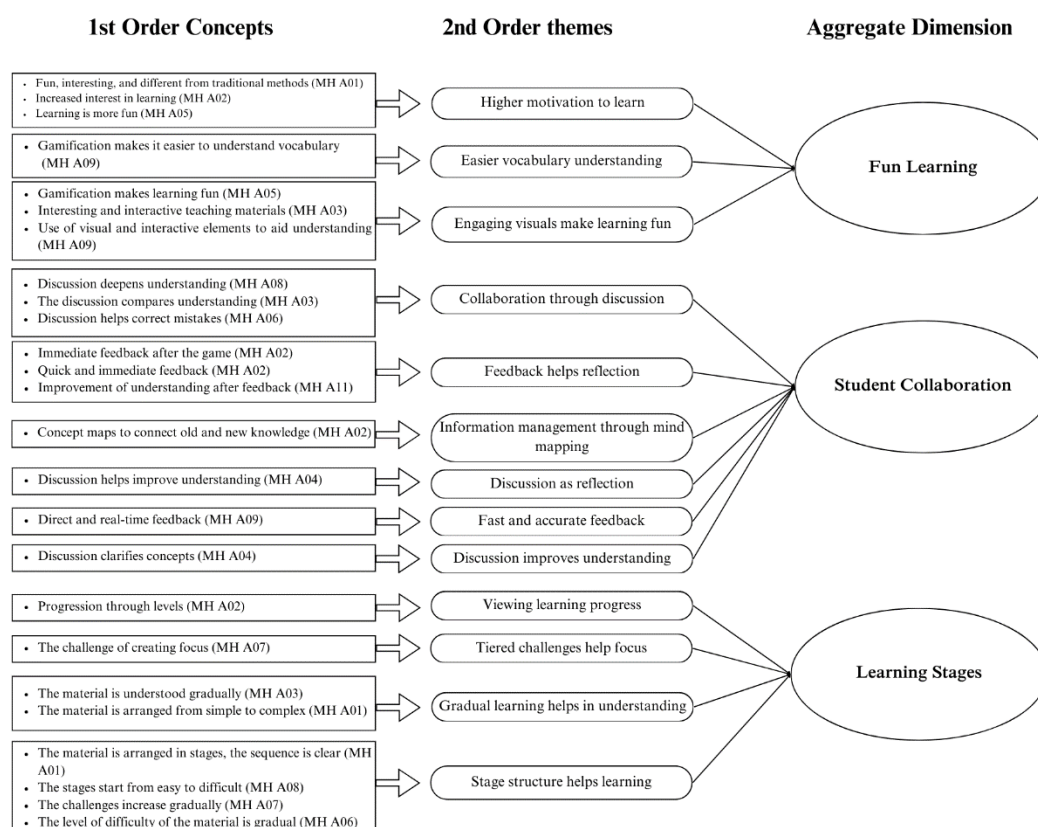 1st Order Concepts
2nd Order themes
Aggregate Dimension
• Fun, interesting, and different from traditional methods (MH A01)
• Increased interest in learning (MH A02)
• Learning is more fun (MH A05)
Higher motivation to learn
• Gamification makes it easier to understand vocabulary
(MH A09)
Easier vocabulary understanding
Fun Learning
• Gamification makes learning fun (MH A05)
• Interesting and interactive teaching materials (MH A03)
• Use of visual and interactive elements to aid understanding
(MH A09)
Engaging visuals make learning fun
• Discussion deepens understanding (MH A08)
• The discussion compares understanding (MH A03)
• Discussion helps correct mistakes (MH A06)
Collaboration through discussion
• Immediate feedback after the game (MH A02)
• Quick and immediate feedback (MH A02)
• Improvement of understanding after feedback (MH A11)
Feedback helps reflection
Student Collaboration
• Concept maps to connect old and new knowledge (MH A02)
Information management through mind
mapping
• Discussion helps improve understanding (MH A04)
Discussion as reflection
• Direct and real-time feedback (MH A09)
Fast and accurate feedback
• Discussion clarifies concepts (MH A04)
Discussion improves understanding
• Progression through levels (MH A02)
Viewing learning progress
• The challenge of creating focus (MH A07)
Tiered challenges help focus
Learning Stages
• The material is understood gradually (MH A03)
• The material is arranged from simple to complex (MH A01)
Gradual learning helps in understanding
• The material is arranged in stages, the sequence is clear (MH
A01)
• The stages start from easy to difficult (MH A08)
• The challenges increase gradually (MH A07)
• The level of difficulty of the material is gradual (MH A06)
Stage structure helps learning